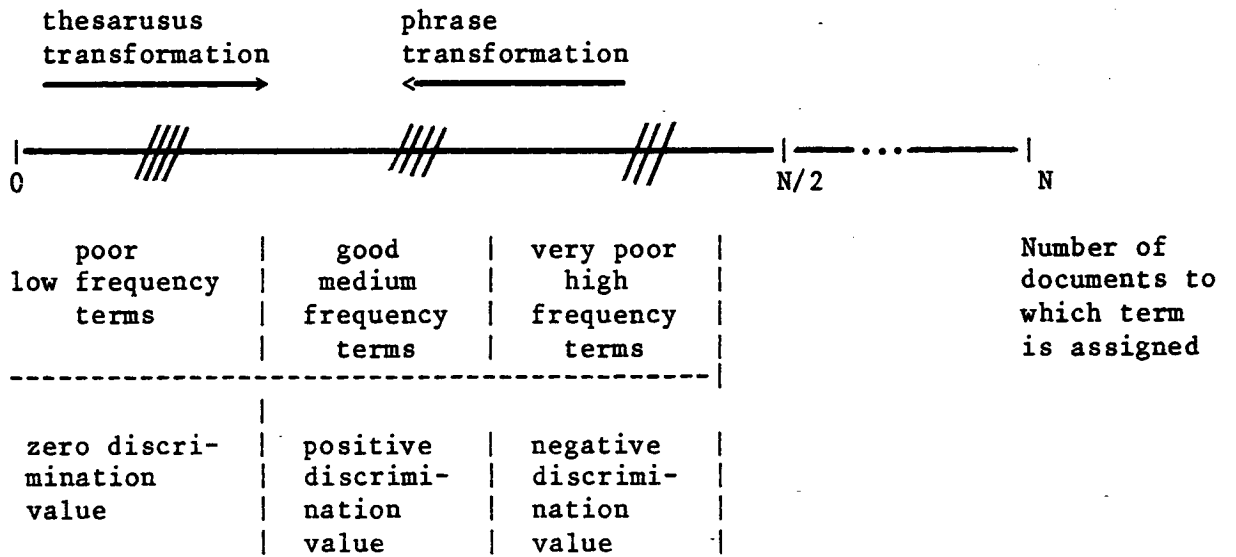 thesarusus
transformation
phrase
transformation
0
N/2
N
poor
low frequency
terms
good
medium
frequency
terms
very poor
high
frequency
terms
Number of
documents to
which term
is assigned
zero discri-
mination
value
positive
discrimi-
nation
value
negative
discrimi-
nation
value